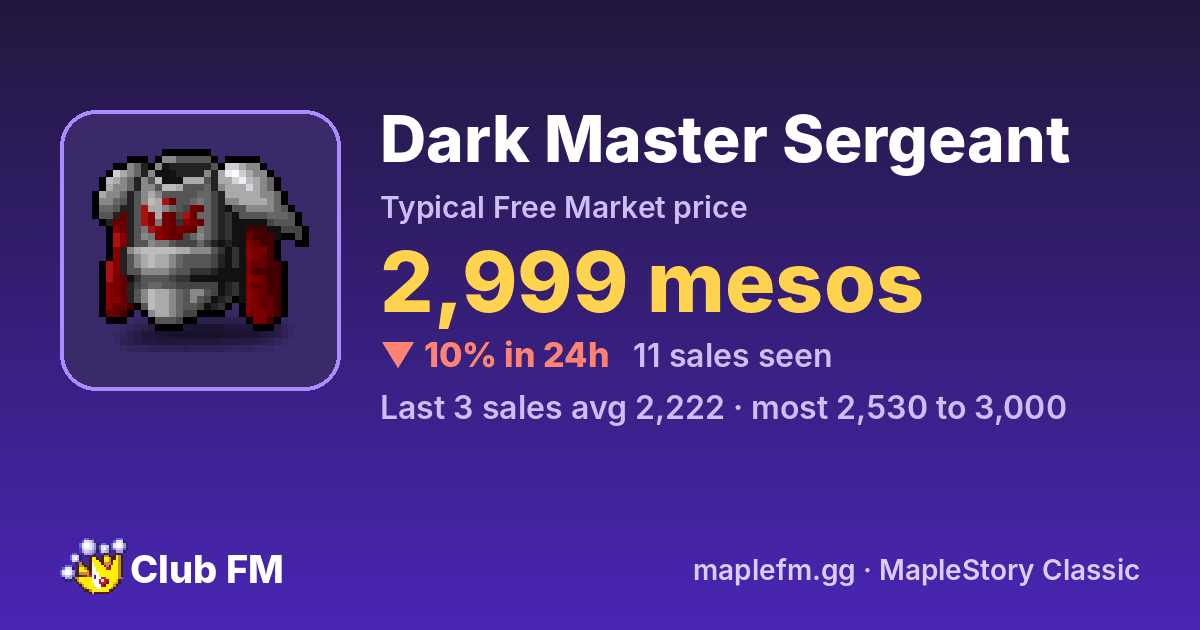 Dark Master Sergeant
Typical Free Market price
2,999 mesos
▼ 10% in 24h 11 sales seen
Last 3 sales avg 2,222 · most 2,530 to 3,000
Club FM
maplefm.gg · MapleStory Classic